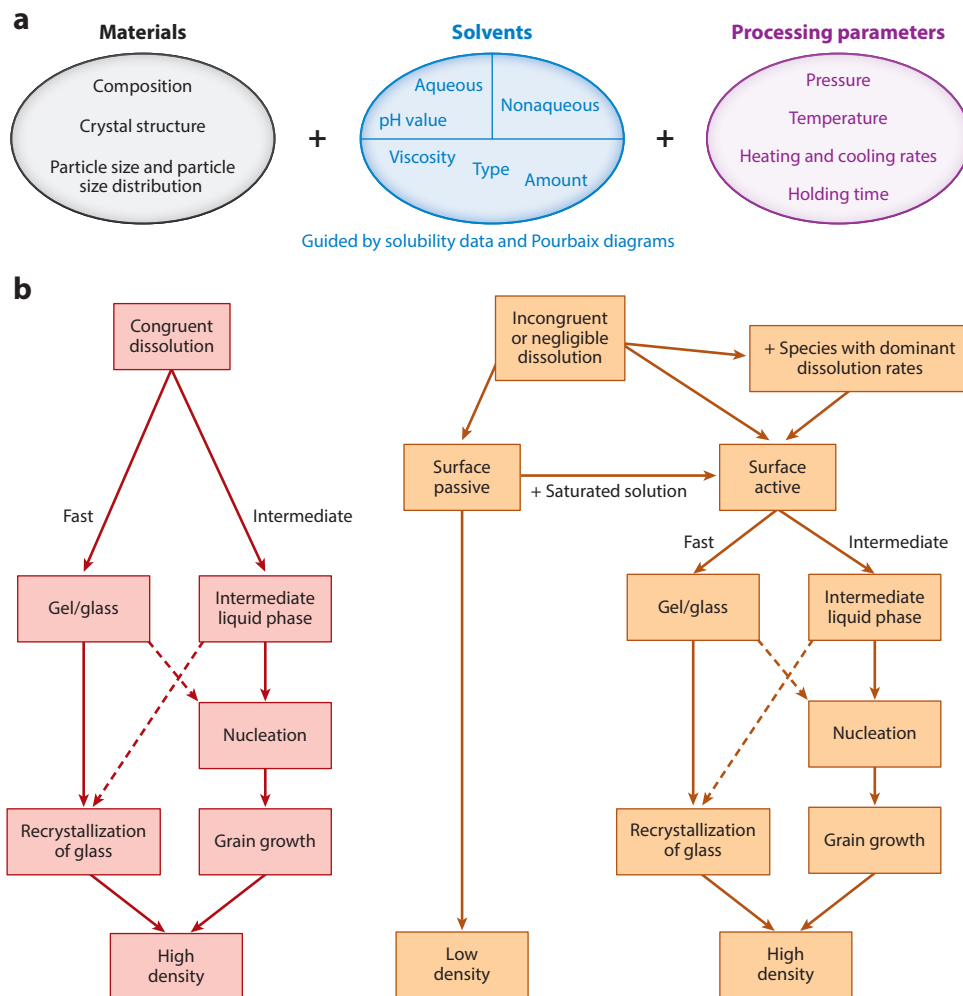 a
Materials
Solvents
Processing parameters
Composition
Crystal structure
Particle size and particle
size distribution
+
Aqueous
pH value
Nonaqueous
Viscosity
Type
Amount
+
Pressure
Temperature
Heating and cooling rates
Holding time
Guided by solubility data and Pourbaix diagrams
b
Congruent
dissolution
Fast
Intermediate
Gel/glass
Intermediate
liquid phase
Nucleation
Recrystallization
of glass
Grain growth
High
density
Incongruent
or negligible
dissolution
+ Species with dominant
dissolution rates
Surface
passive
+ Saturated solution
Surface
active
Fast
Intermediate
Gel/glass
Intermediate
liquid phase
Nucleation
Recrystallization
of glass
Grain growth
Low
density
High
density